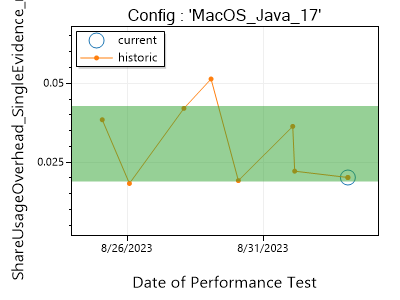 Config : 'MacOS_Java_17'
current
historic
ShareUsageOverhead_SingleEvidence_
0.05
0.025
8/26/2023
8/31/2023
Date of Performance Test